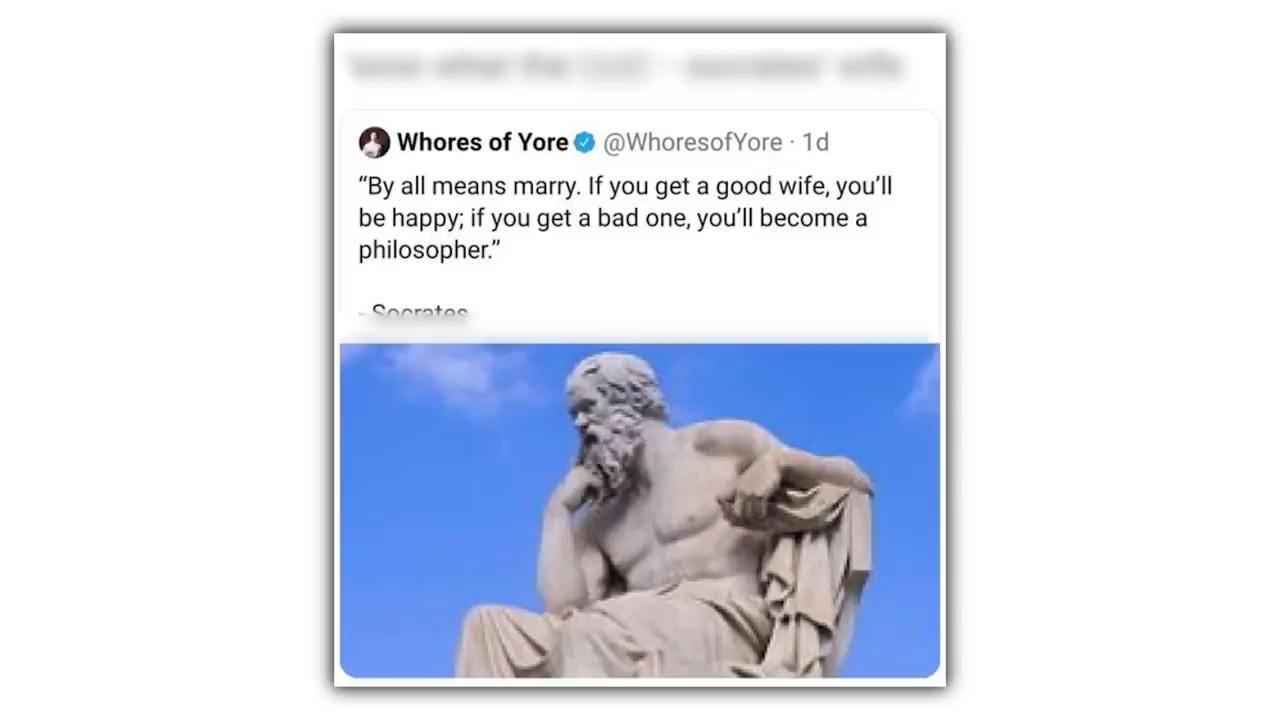 Whores of Yore @WhoresofYore · 1d
“By all means marry. If you get a good wife, you’ll
be happy; if you get a bad one, you’ll become a
philosopher.”
- Socrates